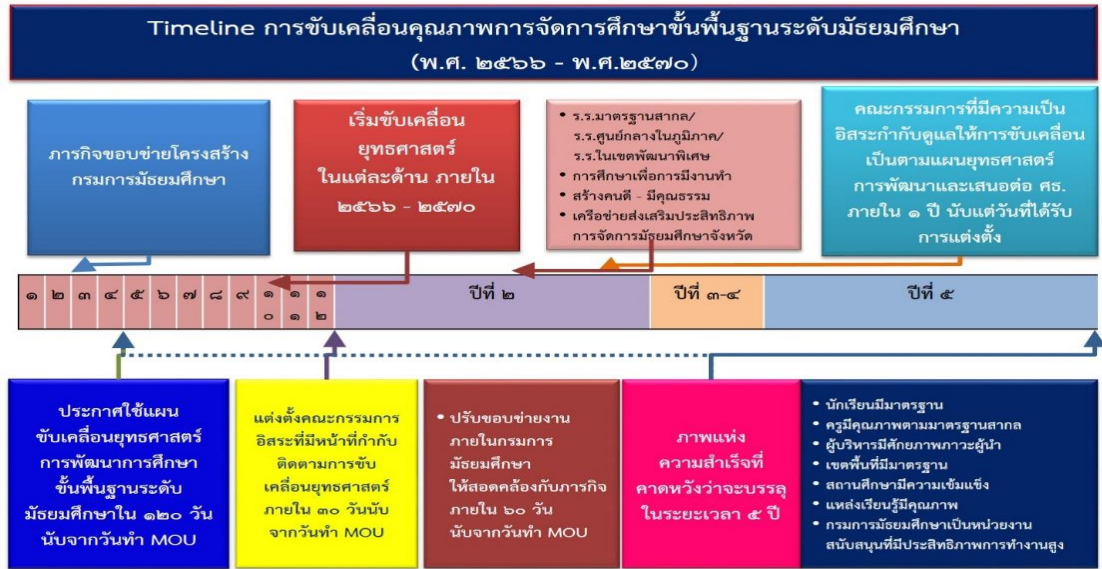 Timeline การขับเคลื่อนคุณภาพการจัดการศึกษาขั้นพื้นฐานระดับมัธยมศึกษา
(พ.ศ. ๒๕๖๖ - พ.ศ.๒๕๗๐)
ภารกิจขอบข่ายโครงสร้าง
กรมการมัธยมศึกษา
เริ่มขับเคลื่อน
ยุทธศาสตร์
ในแต่ละด้าน ภายใน
๒๕๖๖ - ๒๕๗๐
• ร.ร.มาตรฐานสากล/
ร.ร.ศูนย์กลางในภูมิภาค/
ร.ร.ในเขตพัฒนาพิเศษ
• การศึกษาเพื่อการมีงานทำ
• สร้างคนดี - มีคุณธรรม
• เครือข่ายส่งเสริมประสิทธิภาพ
การจัดการมัธยมศึกษาจังหวัด
คณะกรรมการที่มีความเป็น
อิสระกำกับดูแลให้การขับเคลื่อน
เป็นตามแผนยุทธศาสตร์
การพัฒนาและเสนอต่อ ศธ.
ภายใน ๑ ปี นับแต่วันที่ได้รับ
การแต่งตั้ง
๑ ๒ ๓ ๔ ๕ ๖ ๗ ๘ ๙ ๑๐ ๑๑ ๑๒ ปีที่ ๒ ปีที่ ๓-๔ ปีที่ ๕
ประกาศใช้แผน
ขับเคลื่อนยุทธศาสตร์
การพัฒนาการศึกษา
ขั้นพื้นฐานระดับ
มัธยมศึกษาใน ๑๒๐ วัน
นับจากวันทำ MOU
แต่งตั้งคณะกรรมการ
อิสระที่มีหน้าที่กำกับ
ติดตามการขับ
เคลื่อนยุทธศาสตร์
ภายใน ๓๐ วันนับ
จากวันทำ MOU
• ปรับขอบข่ายงาน
ภายในกรมการ
มัธยมศึกษา
ให้สอดคล้องกับภารกิจ
ภายใน ๖๐ วัน
นับจากวันทำ MOU
ภาพแห่ง
ความสำเร็จที่
คาดหวังว่าจะบรรลุ
ในระยะเวลา ๕ ปี
• นักเรียนมีมาตรฐาน
• ครูมีคุณภาพตามมาตรฐานสากล
• ผู้บริหารมีศักยภาพภาวะผู้นำ
• เขตพื้นที่มีมาตรฐาน
• สถานศึกษามีความเข้มแข็ง
• แหล่งเรียนรู้มีคุณภาพ
• กรมการมัธยมศึกษาเป็นหน่วยงาน
สนับสนุนที่มีประสิทธิภาพการทำงานสูง